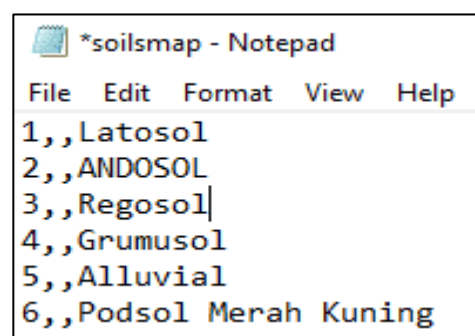 *soilsmap - Notepad
File Edit Format View Help
1,,Latosol
2,,ANDOSOL
3,,Regosol
4,,Grumusol
5,,Alluvial
6,,Podsol Merah Kuning